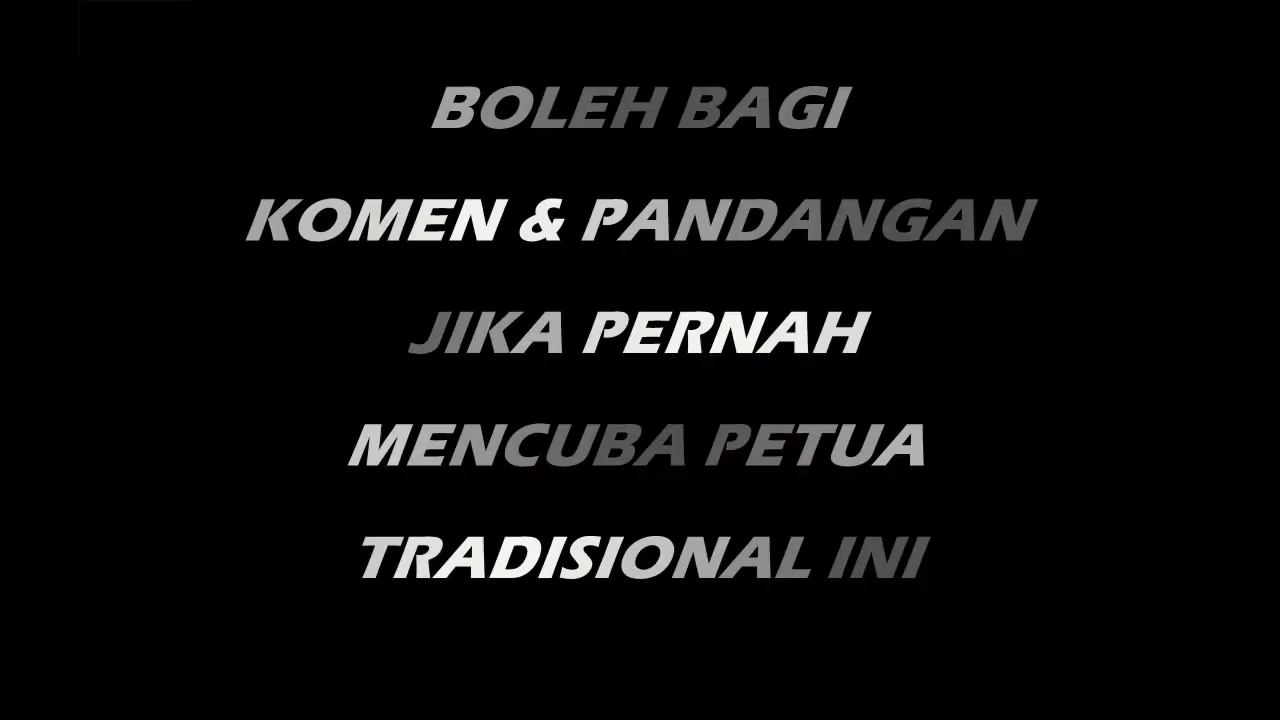 BOLEH BAGI
KOMEN & PANDANGAN
JIKA PERNAH
MENCUBA PETUA
TRADISIONAL INI